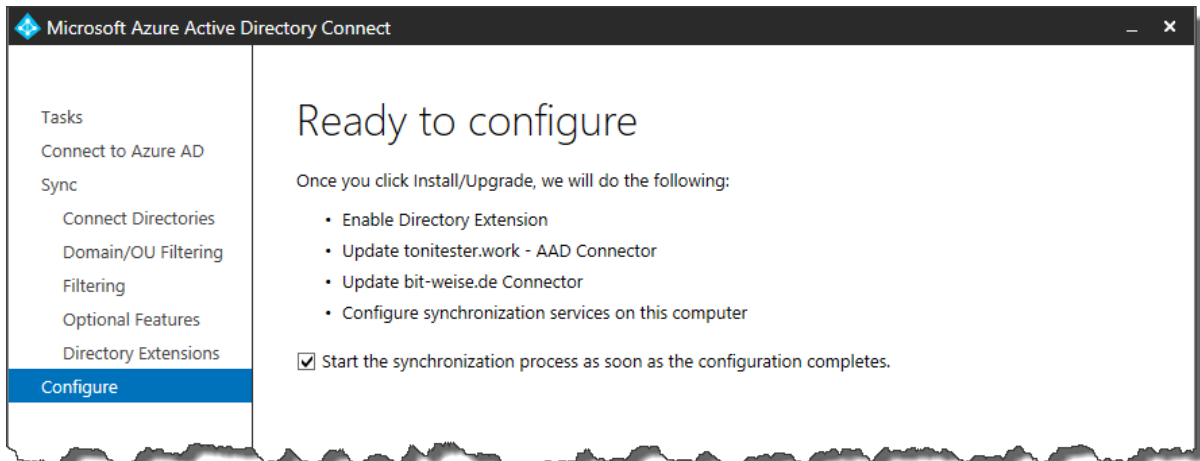 Microsoft Azure Active Directory Connect
Tasks
Connect to Azure AD
Sync
Connect Directories
Domain/OU Filtering
Filtering
Optional Features
Directory Extensions
Configure
Ready to configure
Once you click Install/Upgrade, we will do the following:
• Enable Directory Extension
• Update tonitester.work - AAD Connector
• Update bit-weise.de Connector
• Configure synchronization services on this computer
Start the synchronization process as soon as the configuration completes.